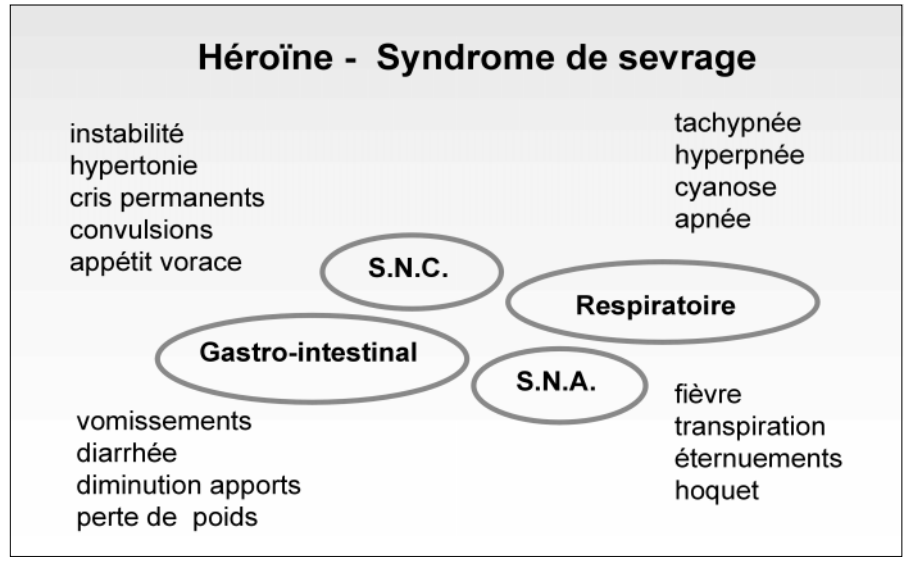 Héroïne - Syndrome de sevrage
instabilité
hypertonie
cris permanents
convulsions
appétit vorace
tachypnée
hyperpnée
cyanose
apnée
S.N.C.
Respiratoire
Gastro-intestinal
S.N.A.
vomissements
diarrhée
diminution apports
perte de poids
fièvre
transpiration
éternuements
hoquet